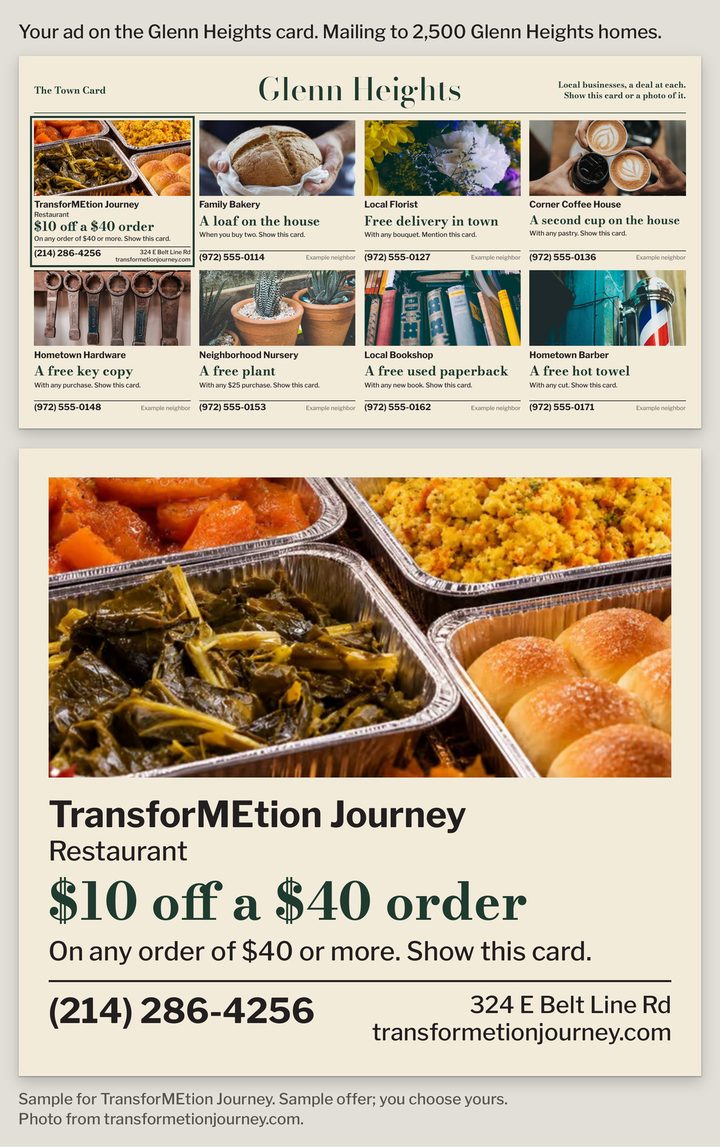 Your ad on the Glenn Heights card. Mailing to 2,500 Glenn Heights homes.
The Town Card
Glenn Heights
Local businesses, a deal at each.
Show this card or a photo of it.
TransforMEtion Journey
Restaurant
$10 off a $40 order
On any order of $40 or more. Show this card.
(214) 286-4256
324 E Belt Line Rd
transformetionjourney.com
Family Bakery
A loaf on the house
When you buy two. Show this card.
(972) 555-0114
Example neighbor
Local Florist
Free delivery in town
With any bouquet. Mention this card.
(972) 555-0127
Example neighbor
Corner Coffee House
A second cup on the house
With any pastry. Show this card.
(972) 555-0136
Example neighbor
Hometown Hardware
A free key copy
With any purchase. Show this card.
(972) 555-0148
Example neighbor
Neighborhood Nursery
A free plant
With any $25 purchase. Show this card.
(972) 555-0153
Example neighbor
Local Bookshop
A free used paperback
With any new book. Show this card.
(972) 555-0162
Example neighbor
Hometown Barber
A free hot towel
With any cut. Show this card.
(972) 555-0171
Example neighbor
TransforMEtion Journey
Restaurant
$10 off a $40 order
On any order of $40 or more. Show this card.
(214) 286-4256
324 E Belt Line Rd
transformetionjourney.com
Sample for TransforMEtion Journey. Sample offer; you choose yours.
Photo from transformetionjourney.com.